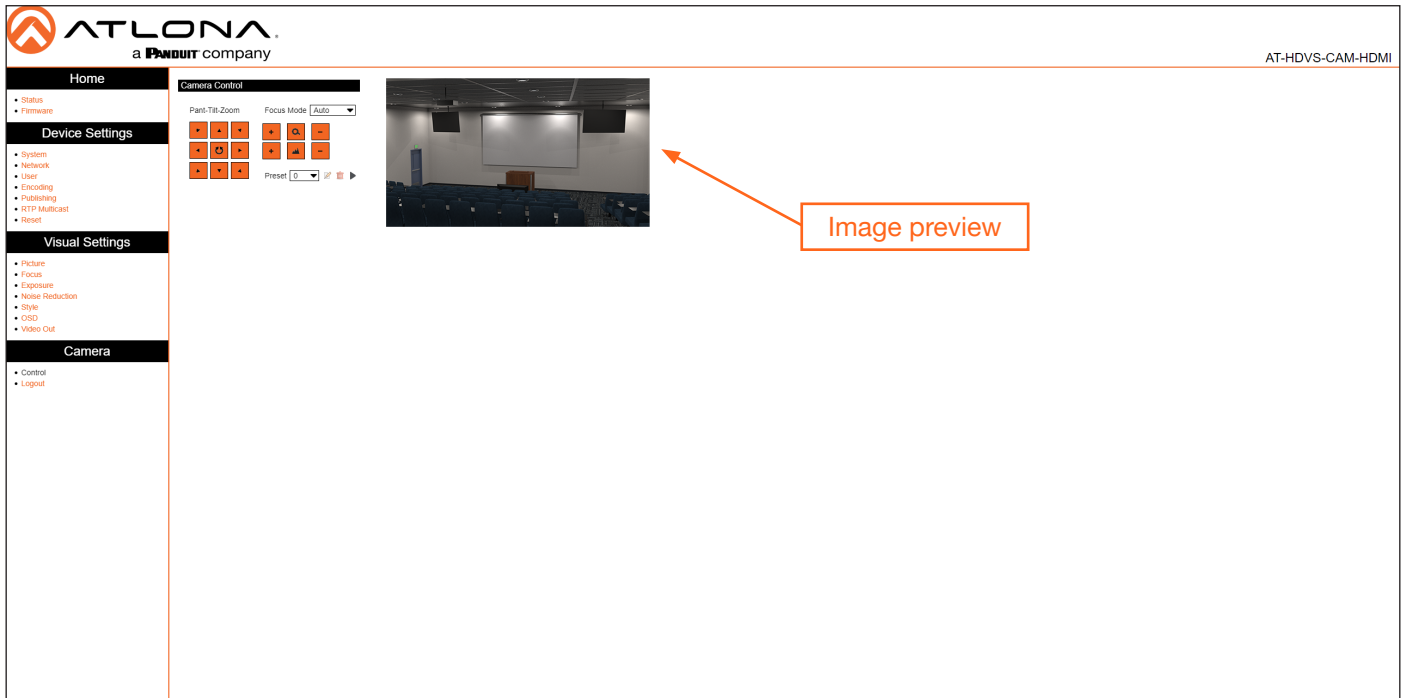 ATLONA.
a PANDUIT company
AT-HDVS-CAM-HDMI
Home
• Status
• Firmware
Device Settings
• System
• Network
• User
• Encoding
• Publishing
• RTP Multicast
• Reset
Visual Settings
• Picture
• Focus
• Exposure
• Noise Reduction
• Style
• OSD
• Video Out
Camera
• Control
• Logout
Camera Control
Pant-Tilt-Zoom Focus Mode Auto
Preset 0
Image preview